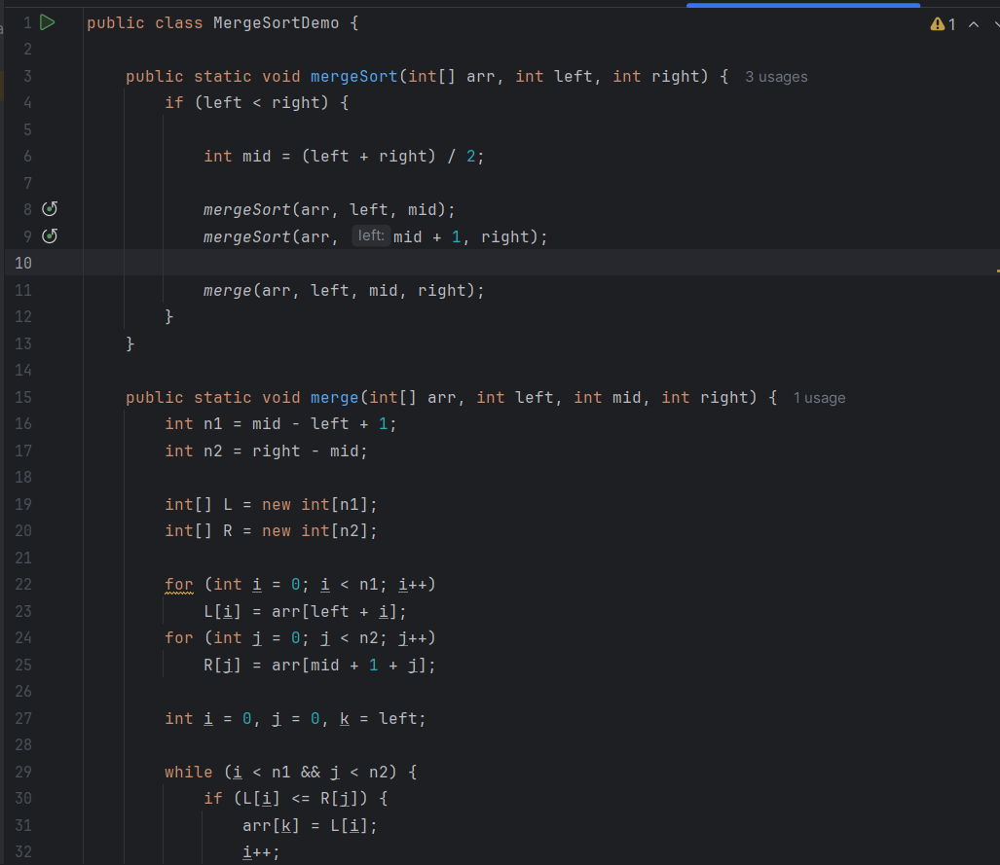 1 public class MergeSortDemo { 1
2
3 public static void mergeSort(int[] arr, int left, int right) { 3 usages
4 if (left < right) {
5
6 int mid = (left + right) / 2;
7
8 mergeSort(arr, left, mid);
9 mergeSort(arr, left: mid + 1, right);
10
11 merge(arr, left, mid, right);
12 }
13 }
14
15 public static void merge(int[] arr, int left, int mid, int right) { 1 usage
16 int n1 = mid - left + 1;
17 int n2 = right - mid;
18
19 int[] L = new int[n1];
20 int[] R = new int[n2];
21
22 for (int i = 0; i < n1; i++)
23 L[i] = arr[left + i];
24 for (int j = 0; j < n2; j++)
25 R[j] = arr[mid + 1 + j];
26
27 int i = 0, j = 0, k = left;
28
29 while (i < n1 && j < n2) {
30 if (L[i] <= R[j]) {
31 arr[k] = L[i];
32 i++;